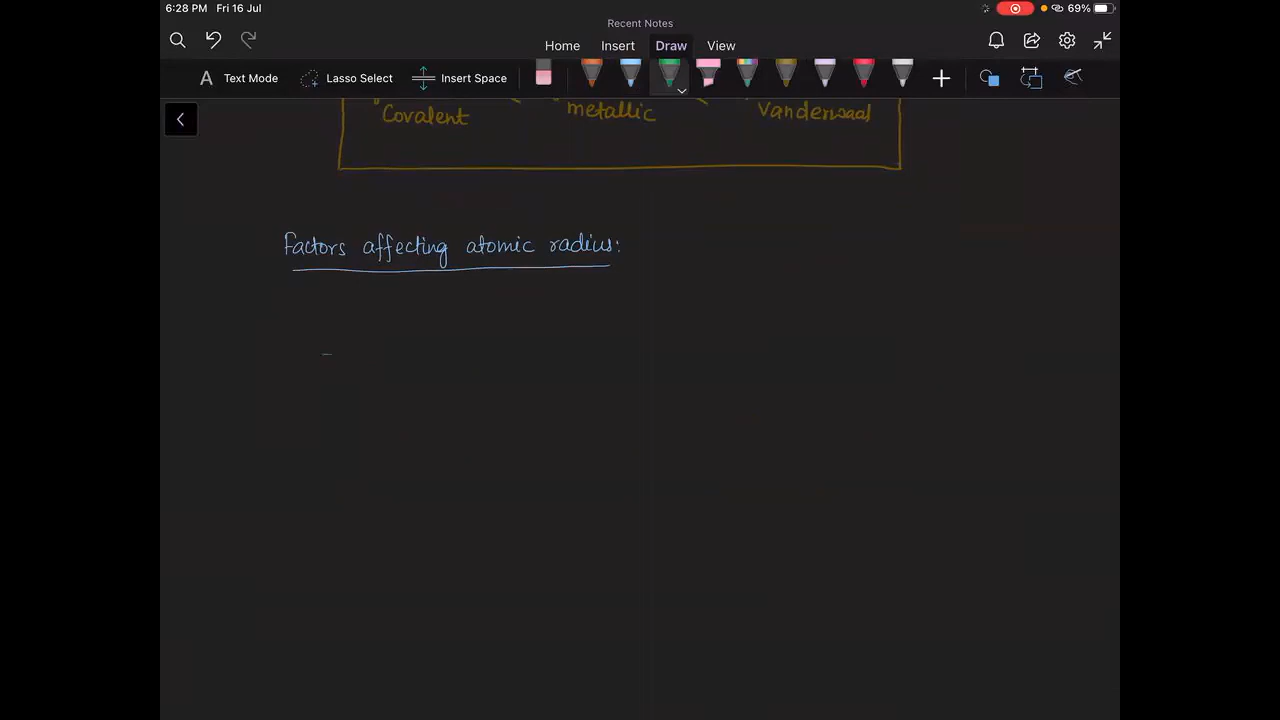 6:28 PM Fri 16 Jul
69%
Recent Notes
Home Insert Draw View
A Text Mode Lasso Select Insert Space
Covalent metallic Vanderwaal
Factors affecting atomic radius: